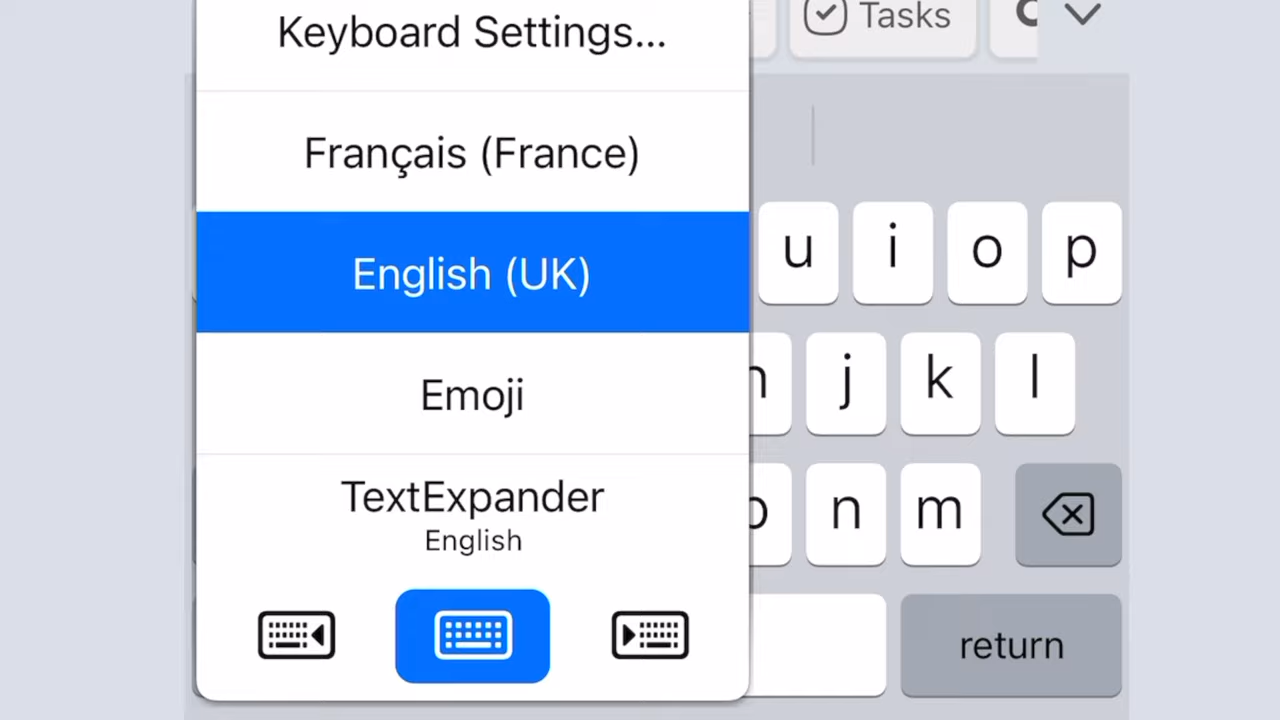 Keyboard Settings...
Tasks
Français (France)
English (UK)
u i o p
Emoji
j k l
TextExpander
English
n m
return